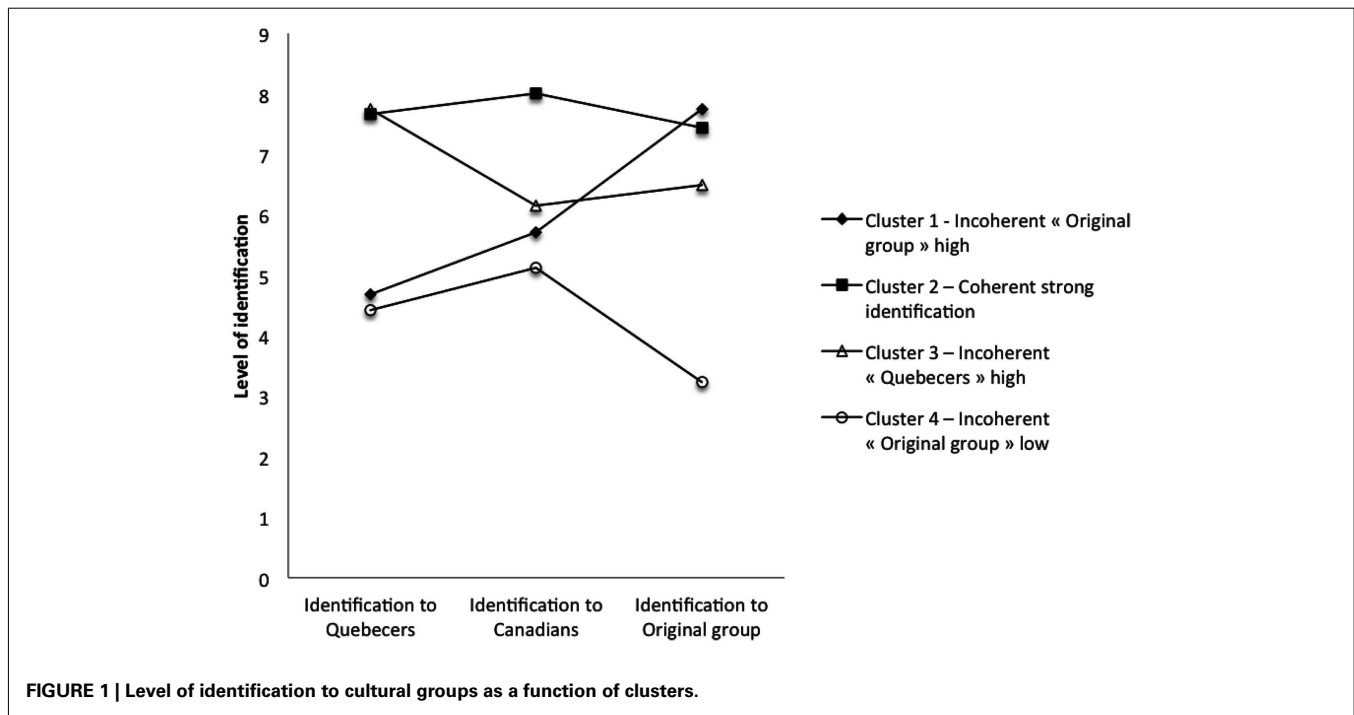 9
8
7
6
5
4
3
2
1
0
Level of identification
Identification to
Quebecers
Identification to
Canadians
Identification to
Original group
Cluster 1 - Incoherent « Original
group » high
Cluster 2 – Coherent strong
identification
Cluster 3 – Incoherent
« Quebecers » high
Cluster 4 – Incoherent
« Original group » low
FIGURE 1 | Level of identification to cultural groups as a function of clusters.